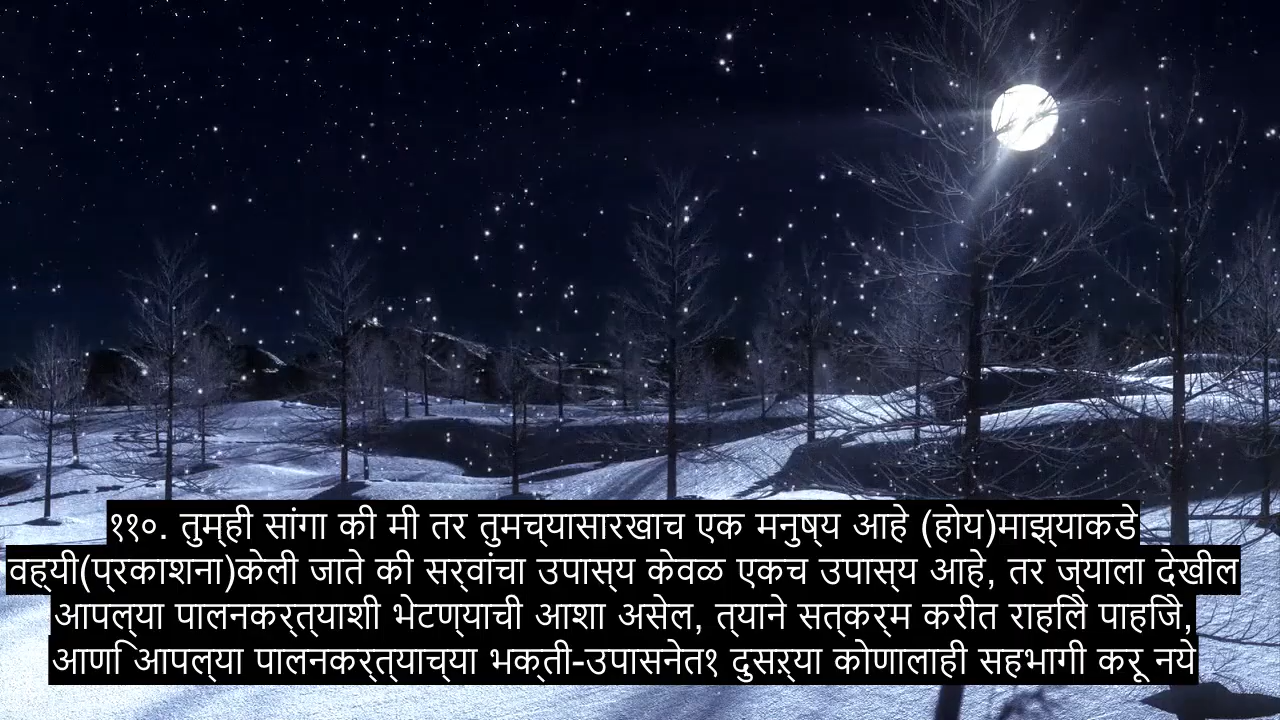 ११०. तुम्ही सांगा की मी तर तुमच्यासारखाच एक मनुष्य आहे (होय)माझ्याकडे
वह्यी(प्रकाशना)केली जाते की सर्वांचा उपास्य केवळ एकच उपास्य आहे, तर ज्याला देखील
आपल्या पालनकर्त्याशी भेटण्याची आशा असेल, त्याने सत्कर्म करीत राहिले पाहिजे,
आणि आपल्या पालनकर्त्याच्या भक्ती-उपासनेत१ दुसऱ्या कोणालाही सहभागी करू नये